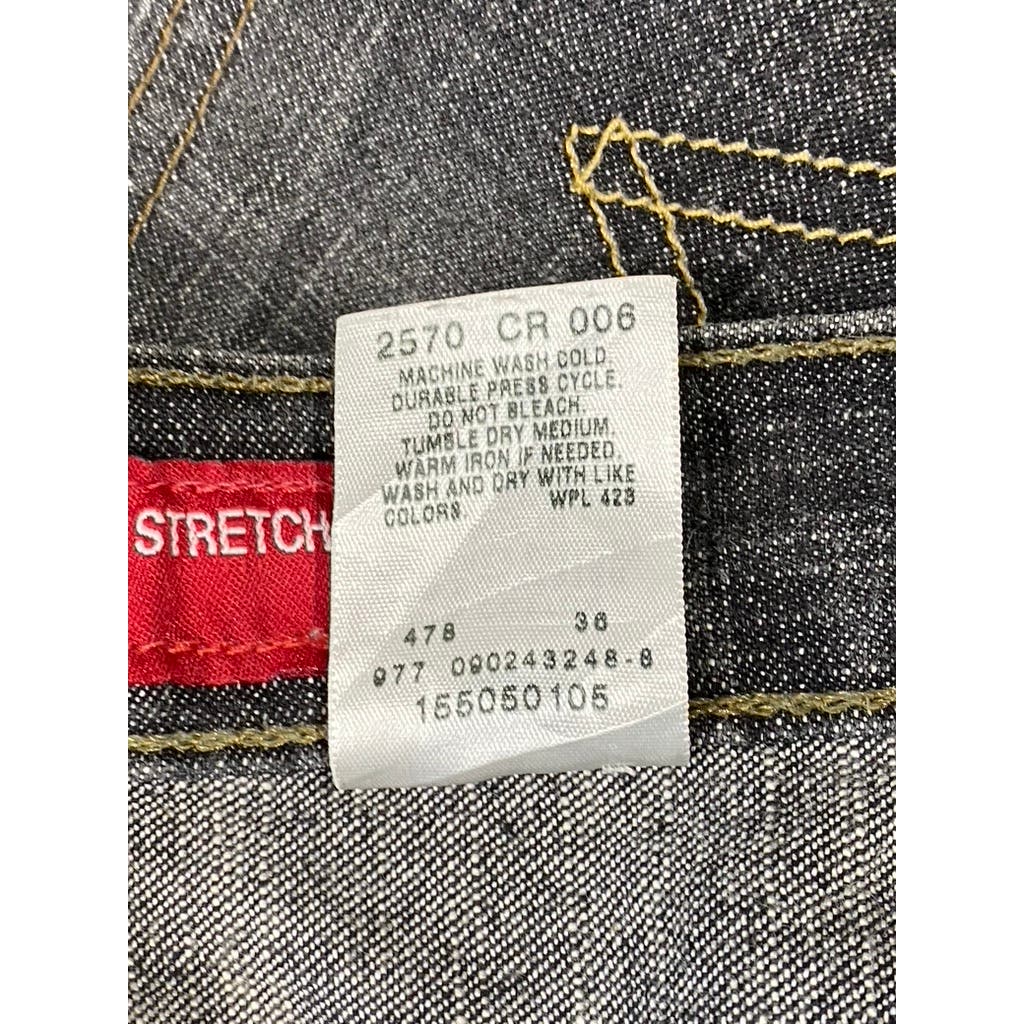 2570 CR 006
MACHINE WASH COLD.
DURABLE PRESS CYCLE.
DO NOT BLEACH.
TUMBLE DRY MEDIUM.
WARM IRON IF NEEDED.
WASH AND DRY WITH LIKE
COLORS. WPL 423
STRETCH
478 36
977 090243248-8
155050105